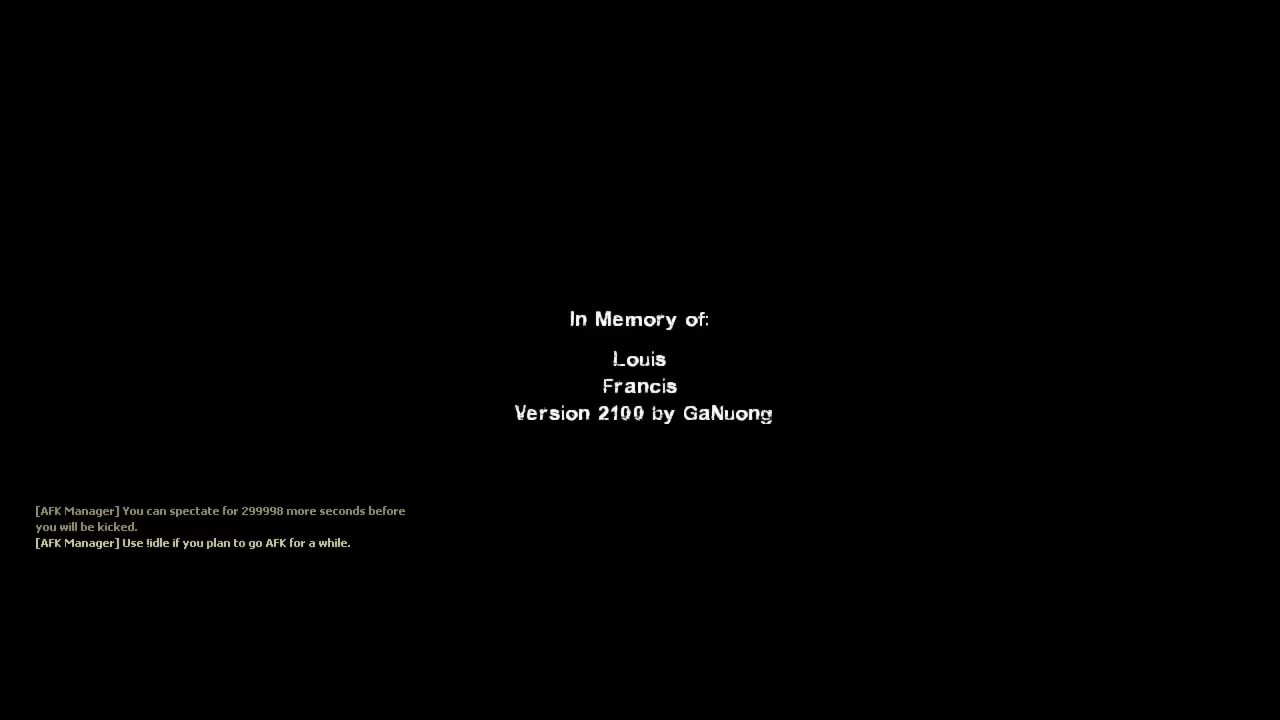 In Memory of:
Louis
Francis
Version 2100 by GaNuong
[AFK Manager] You can spectate for 299998 more seconds before
you will be kicked.
[AFK Manager] Use !idle if you plan to go AFK for a while.